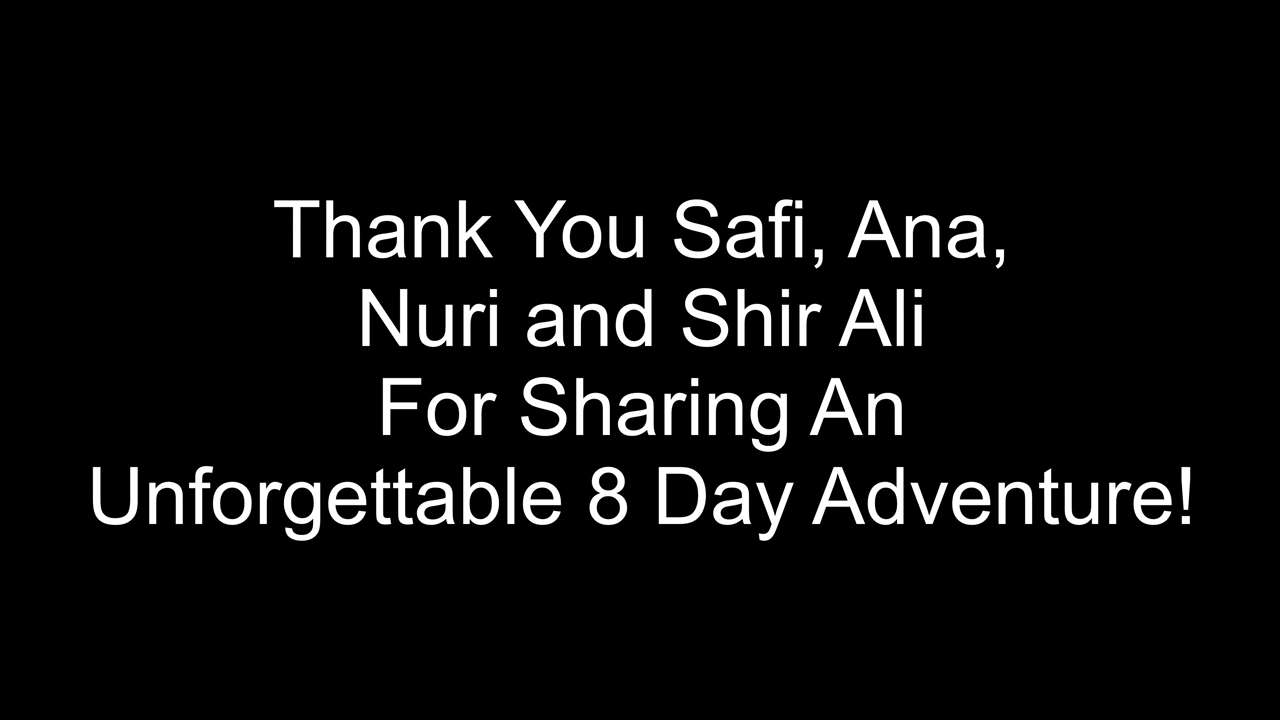 Thank You Safi, Ana,
Nuri and Shir Ali
For Sharing An
Unforgettable 8 Day Adventure!